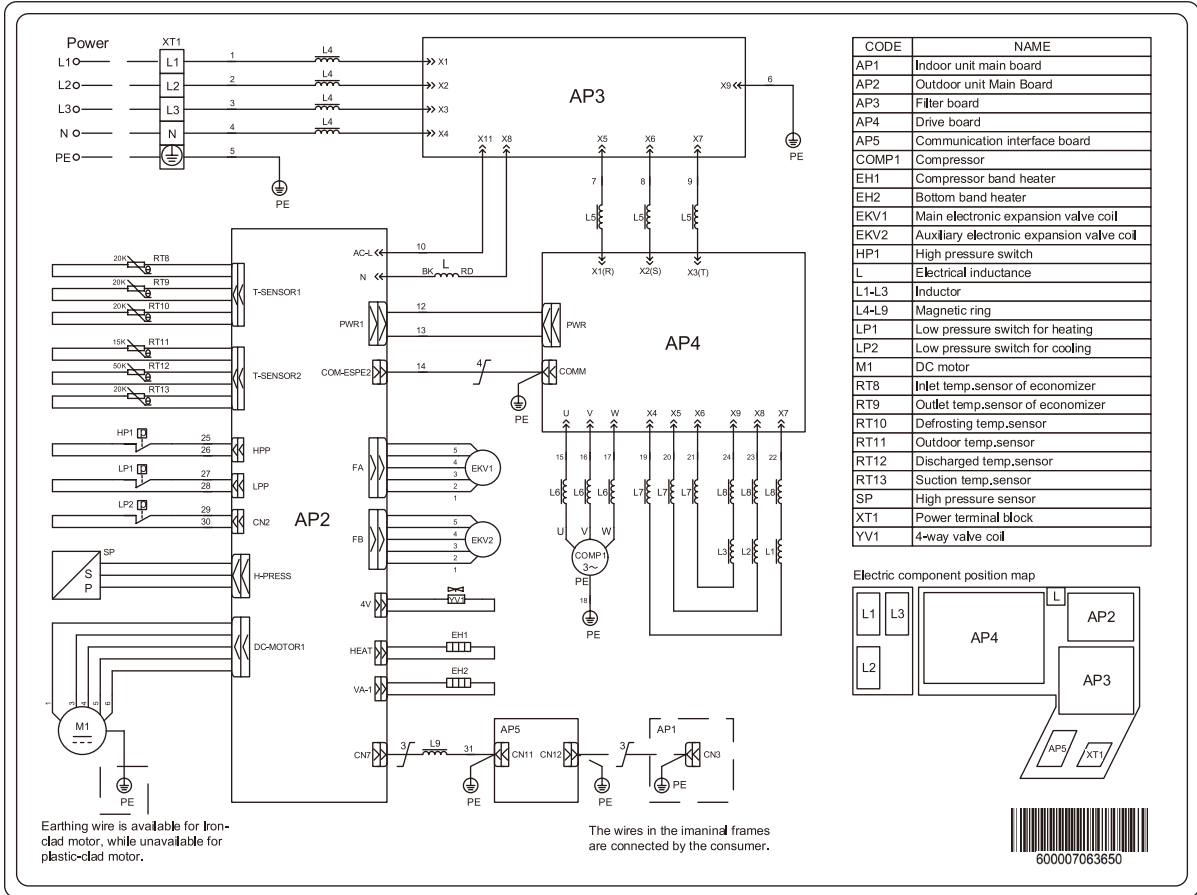 Power
XT1
L1 L1 1 L4 X1
L2 L2 2 L4 X2
L3 L3 3 L4 X3
N N 4 L4 X4
PE 5
PE
AP3
X9 6
PE
X11 X8 X5 X6 X7
7 8 9
L5 L5 L5
X1(R) X2(S) X3(T)
AP4
AC-L 10
N BK L RD
PWR1 12 PWR
13
COM-ESPE2 14 4 COMM
PE
U V W X4 X5 X6 X9 X8 X7
15 16 17 19 20 21 24 23 22
L6 L6 L6 L7 L7 L7 L8 L8 L8
U V W
L3 L2 L1
COMP1
3~
PE
18
PE
20K RT8
20K RT9
20K RT10
T-SENSOR1
15K RT11
50K RT12
20K RT13
T-SENSOR2
HP1 P 25
26
HPP
LP1 P 27
28
LPP
LP2 P 29
30
CN2
AP2
SP
S
P
H-PRESS
DC-MOTOR1
1 3 4 5 6
M1
PE
FA 5
4
3
2
1
EKV1
FB 5
4
3
2
1
EKV2
4V YV1
HEAT EH1
VA-1 EH2
CN7 3 L9 31
PE
AP5
CN11 CN12
PE
3
AP1
CN3
PE
Earthing wire is available for Iron-
clad motor, while unavailable for
plastic-clad motor.
The wires in the imaninal frames
are connected by the consumer.
CODE NAME
AP1 Indoor unit main board
AP2 Outdoor unit Main Board
AP3 Filter board
AP4 Drive board
AP5 Communication interface board
COMP1 Compressor
EH1 Compressor band heater
EH2 Bottom band heater
EKV1 Main electronic expansion valve coil
EKV2 Auxiliary electronic expansion valve coil
HP1 High pressure switch
L Electrical inductance
L1-L3 Inductor
L4-L9 Magnetic ring
LP1 Low pressure switch for heating
LP2 Low pressure switch for cooling
M1 DC motor
RT8 Inlet temp.sensor of economizer
RT9 Outlet temp.sensor of economizer
RT10 Defrosting temp.sensor
RT11 Outdoor temp.sensor
RT12 Discharged temp.sensor
RT13 Suction temp.sensor
SP High pressure sensor
XT1 Power terminal block
YV1 4-way valve coil
Electric component position map
L1 L3 L
L2
AP4
AP2
AP3
AP5 XT1
600007063650